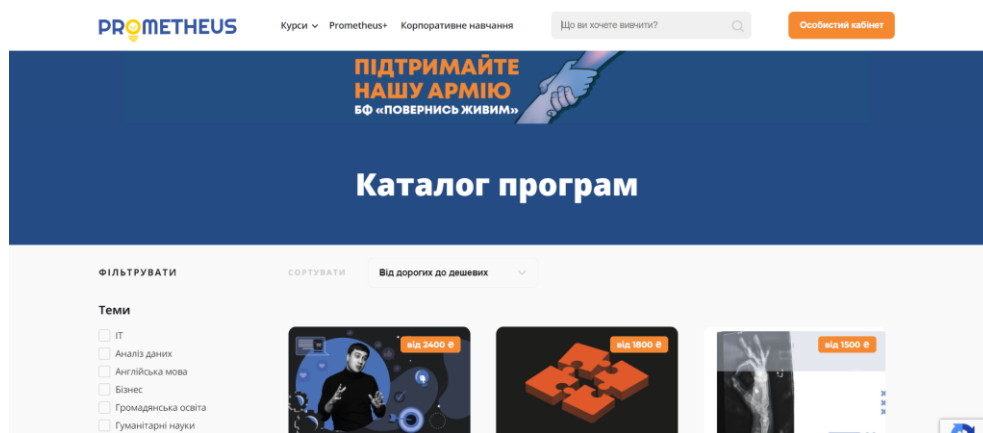 PROMETHEUS
Курси Prometheus+ Корпоративне навчання Що ви хочете вивчити? Особистий кабінет
ПІДТРИМАЙТЕ
НАШУ АРМІЮ
БФ «ПОВЕРНИСЬ ЖИВИМ»
Каталог програм
ФІЛЬТРУВАТИ СОРТУВАТИ Від дорогих до дешевих
Теми
IT
Аналіз даних
Англійська мова
Бізнес
Громадянська освіта
Гуманітарні науки
від 2400 ₴ від 1800 ₴ від 1500 ₴